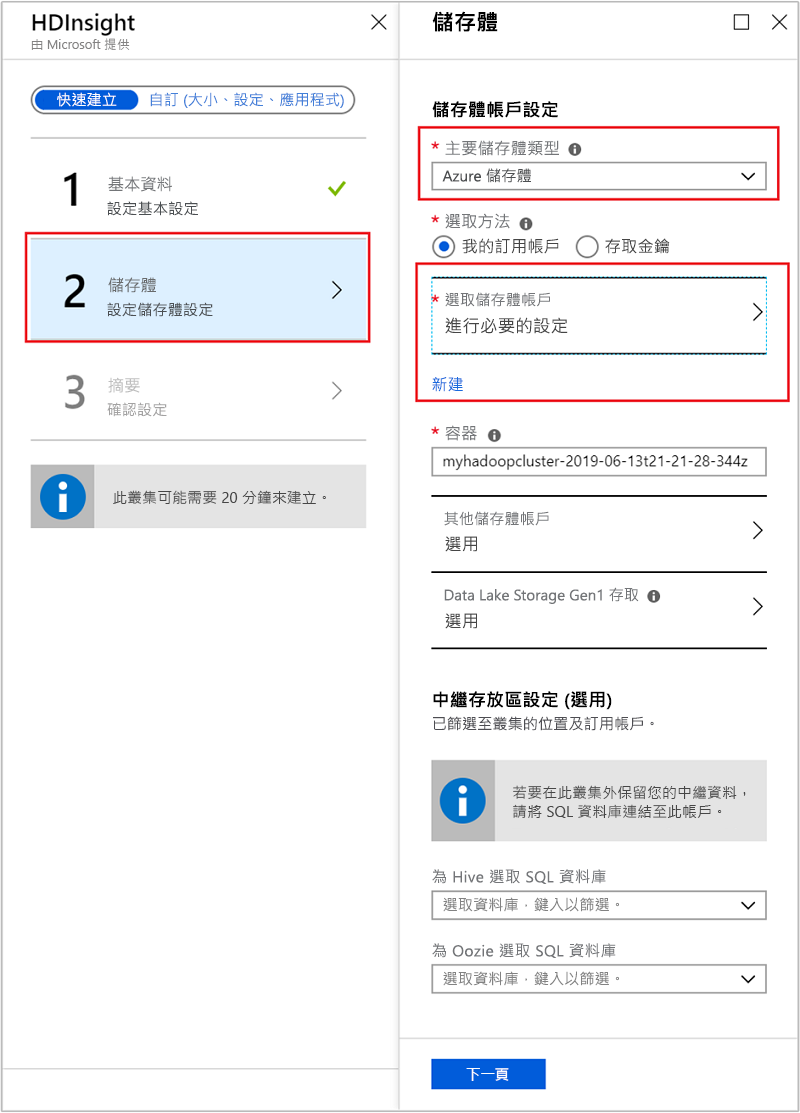 HDInsight
由 Microsoft 提供
快速建立 自訂 (大小、設定、應用程式)
1
基本資料
設定基本設定
2
儲存體
設定儲存體設定
3
摘要
確認設定
此叢集可能需要 20 分鐘來建立。
儲存體
儲存體帳戶設定
* 主要儲存體類型
Azure 儲存體
* 選取方法
我的訂用帳戶 存取金鑰
* 選取儲存體帳戶
進行必要的設定
新建
* 容器
myhadoopcluster-2019-06-13t21-21-28-344z
其他儲存體帳戶
選用
Data Lake Storage Gen1 存取
選用
中繼存放區設定 (選用)
已篩選至叢集的位置及訂用帳戶。
若要在此叢集外保留您的中繼資料，
請將 SQL 資料庫連結至此帳戶。
為 Hive 選取 SQL 資料庫
選取資料庫，鍵入以篩選。
為 Oozie 選取 SQL 資料庫
選取資料庫，鍵入以篩選。
下一頁